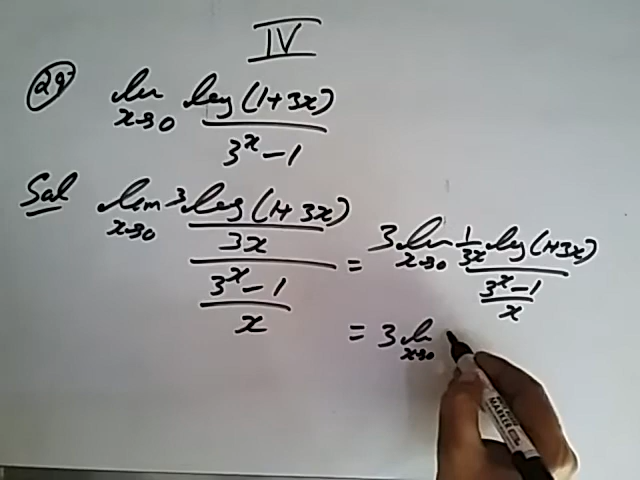 IV
29 lim x→0 log(1+3x) / 3^x − 1
Sol lim x→0 3 log(1+3x) / 3x / 3^x − 1 / x = 3 lim x→0 1/3x log(1+3x) / 3^x − 1 / x
= 3 lim x→0
MARKER